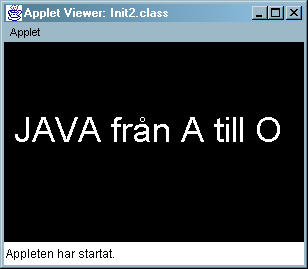 Applet Viewer: Init2.class
Applet
JAVA från A till O
Appleten har startat.